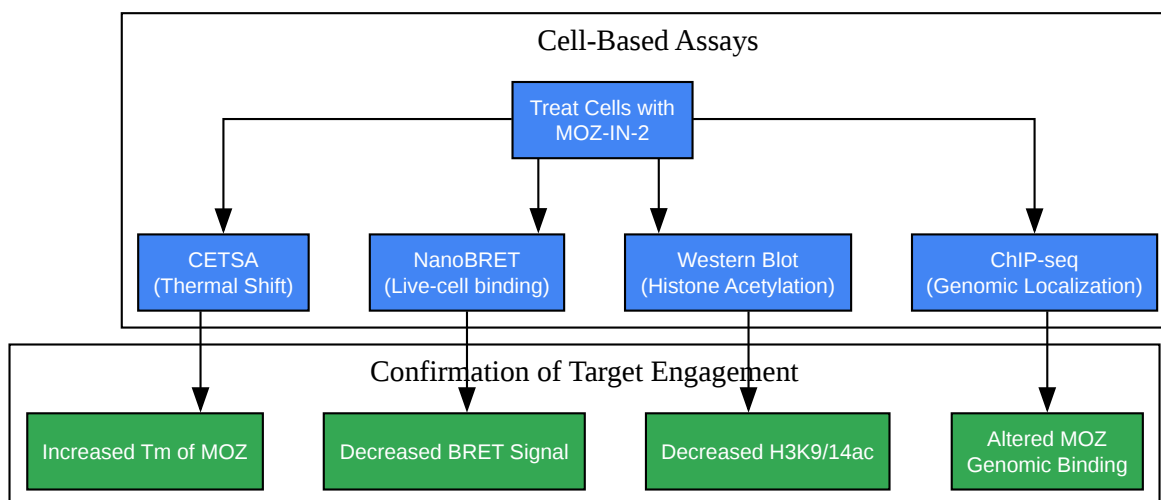 Cell-Based Assays
Treat Cells with
MOZ-IN-2
CETSA
(Thermal Shift)
NanoBRET
(Live-cell binding)
Western Blot
(Histone Acetylation)
ChIP-seq
(Genomic Localization)
Confirmation of Target Engagement
Increased Tm of MOZ
Decreased BRET Signal
Decreased H3K9/14ac
Altered MOZ
Genomic Binding